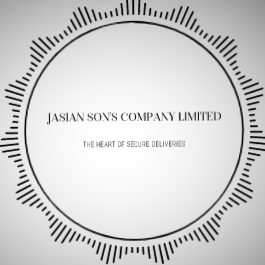 JASIAN SON'S COMPANY LIMITED
THE HEART OF SECURE DELIVERIES